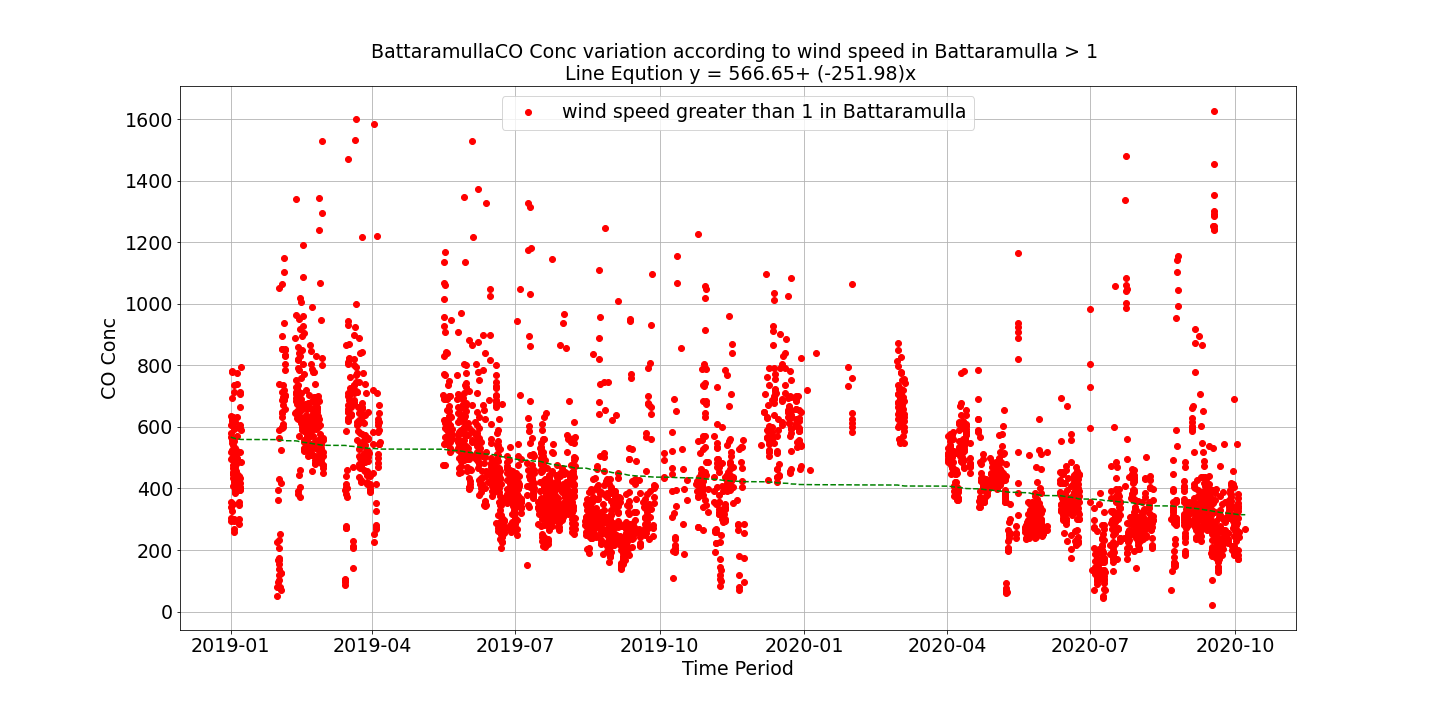 BattaramullaCO Conc variation according to wind speed in Battaramulla > 1
Line Eqution y = 566.65+ (-251.98)x
wind speed greater than 1 in Battaramulla
1600
1400
1200
1000
800
600
400
200
0
CO Conc
2019-01 2019-04 2019-07 2019-10 2020-01 2020-04 2020-07 2020-10
Time Period